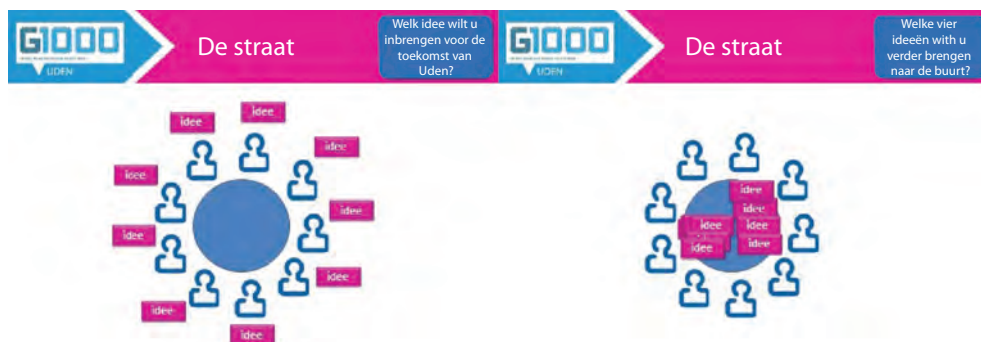 G1000
UDEN
De straat
Welk idee wilt u
inbrengen voor de
toekomst van
Uden?
idee
idee
idee
idee
idee
idee
idee
idee
idee
G1000
UDEN
De straat
Welke vier
ideeën with u
verder brengen
naar de buurt?
idee
idee
idee
idee
idee
idee